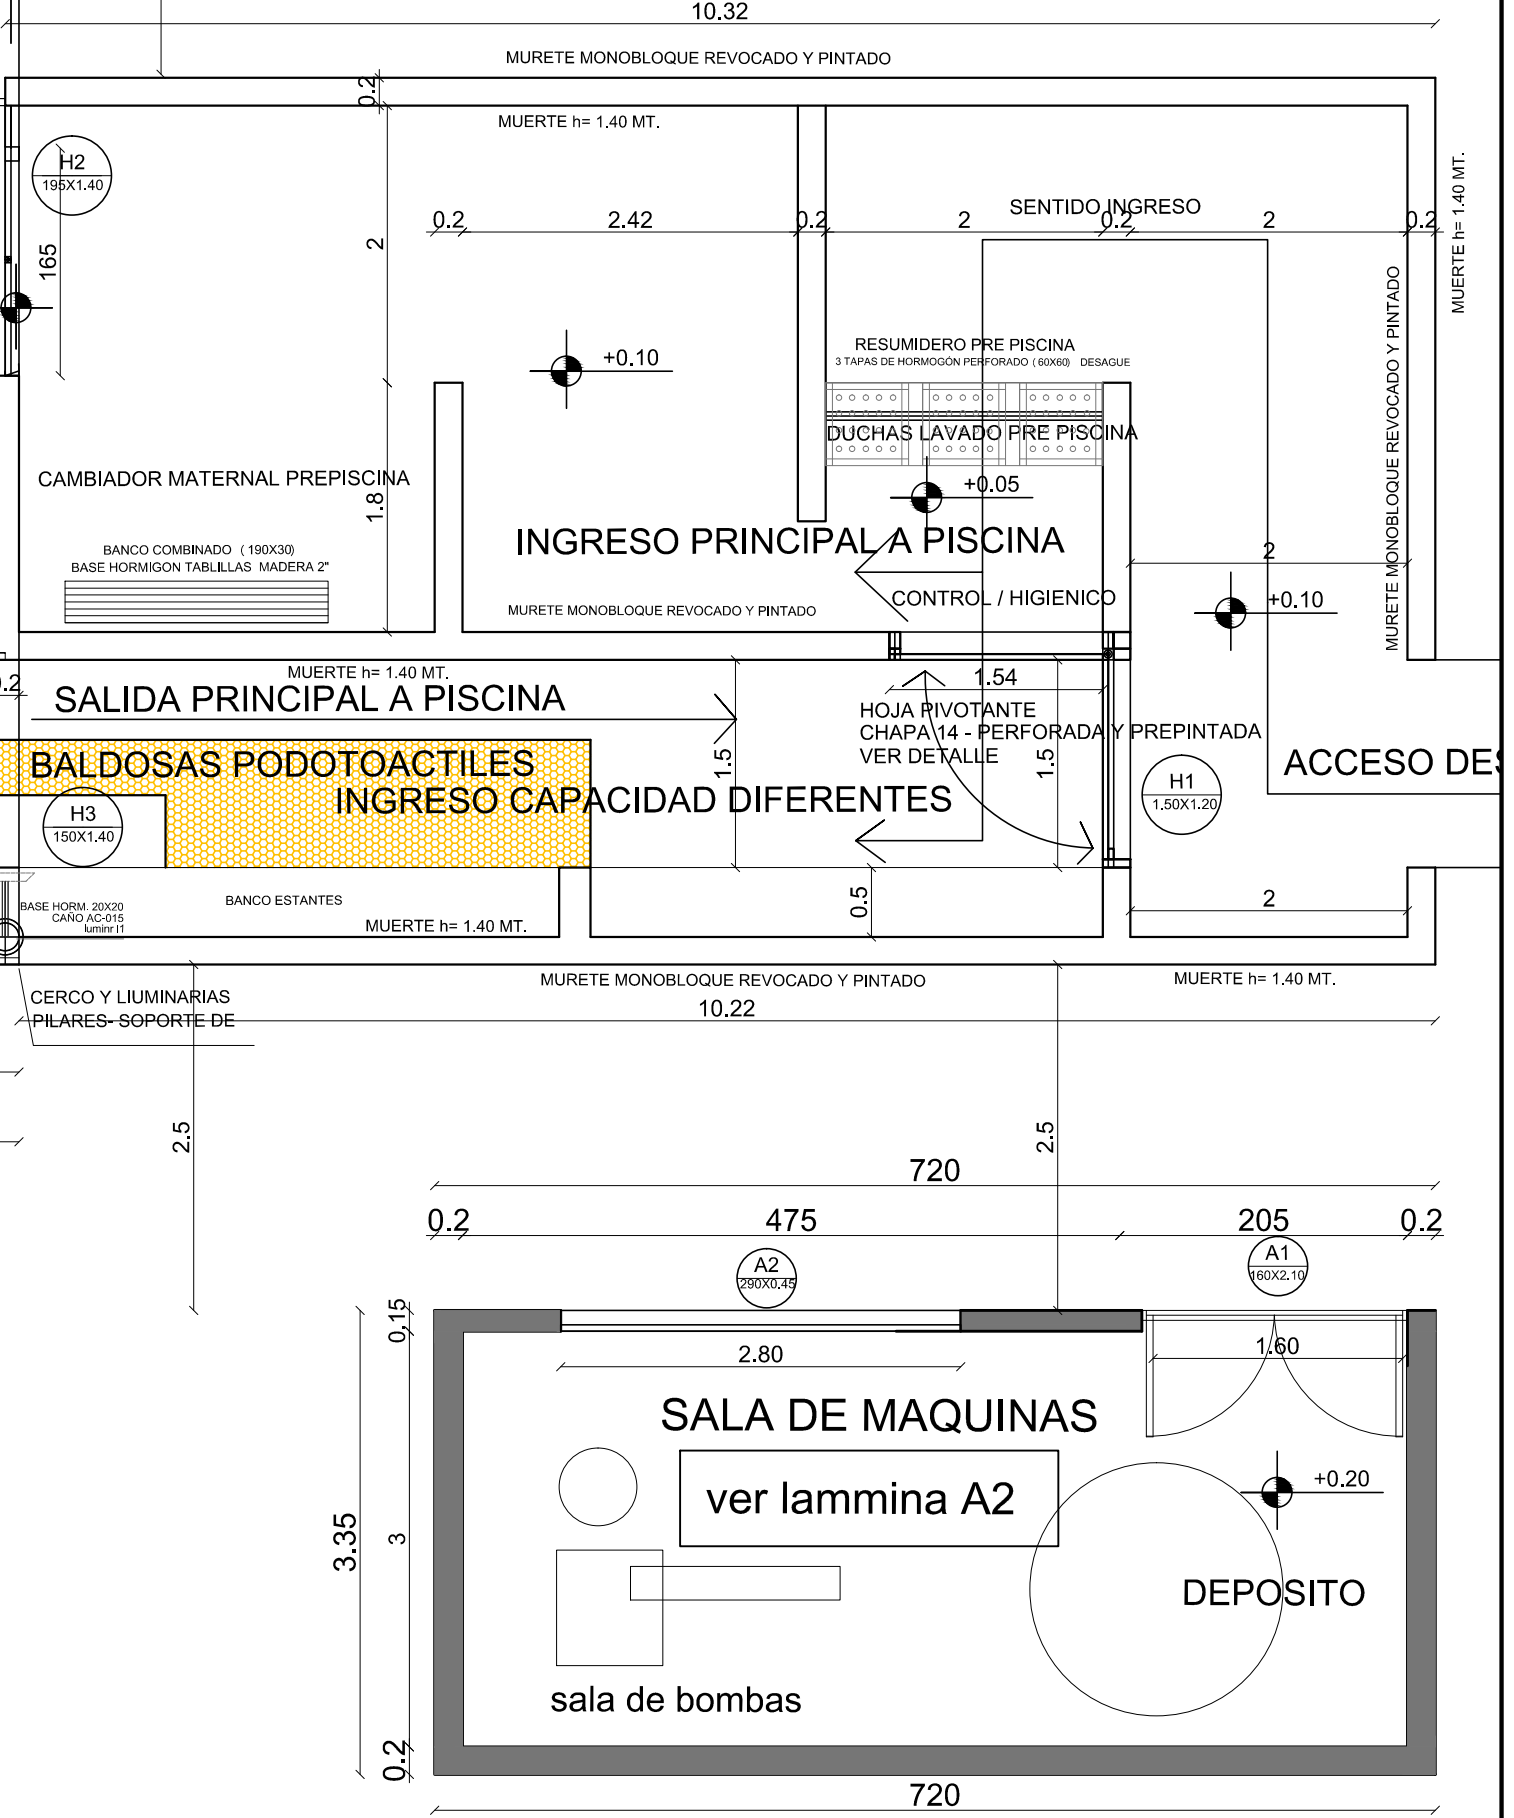 10.32
MURETE MONOBLOQUE REVOCADO Y PINTADO
0.2
MUERTE h= 1.40 MT.
H2
195X1.40
165
2
0.2
2.42
0.2
2
SENTIDO INGRESO
0.2
2
0.2
MUERTE h= 1.40 MT.
MURETE MONOBLOQUE REVOCADO Y PINTADO
+0.10
RESUMIDERO PRE PISCINA
3 TAPAS DE HORMOGÓN PERFORADO ( 60X60) DESAGUE
DUCHAS LAVADO PRE PISCINA
+0.05
CAMBIADOR MATERNAL PREPISCINA
1.8
INGRESO PRINCIPAL A PISCINA
BANCO COMBINADO ( 190X30)
BASE HORMIGON TABLILLAS MADERA 2"
2
CONTROL / HIGIENICO
+0.10
MURETE MONOBLOQUE REVOCADO Y PINTADO
MUERTE h= 1.40 MT.
SALIDA PRINCIPAL A PISCINA
1.54
HOJA PIVOTANTE
CHAPA 14 - PERFORADA Y PREPINTADA
VER DETALLE
1.5
1.5
BALDOSAS PODOTOACTILES
INGRESO CAPACIDAD DIFERENTES
H3
150X1.40
H1
1.50X1.20
ACCESO DES
BANCO ESTANTES
0.5
2
BASE HORM. 20X20
CAÑO AC-015
luminr l1
MUERTE h= 1.40 MT.
MURETE MONOBLOQUE REVOCADO Y PINTADO
MUERTE h= 1.40 MT.
CERCO Y LIUMINARIAS
PILARES- SOPORTE DE
10.22
2.5
2.5
720
0.2
475
205
0.2
A2
290X0.45
A1
160X2.10
0.15
2.80
1.60
SALA DE MAQUINAS
ver lammina A2
+0.20
3.35
3
DEPOSITO
sala de bombas
0.2
720